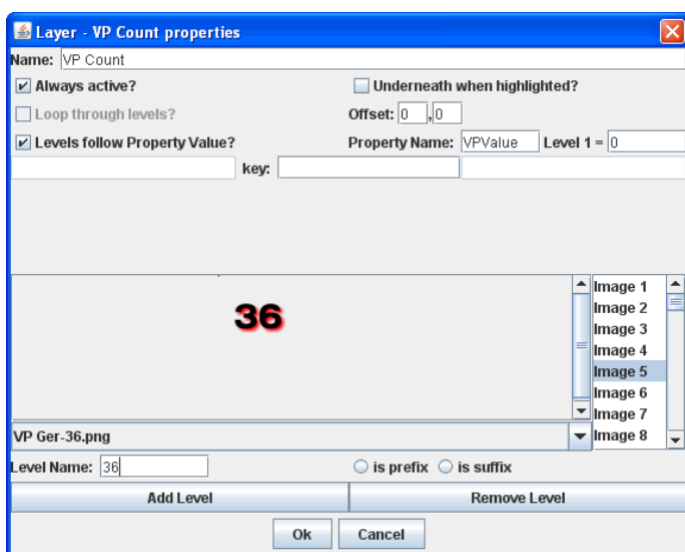 Layer - VP Count properties
Name: VP Count
Always active? Underneath when highlighted?
Loop through levels? Offset: 0 ,0
Levels follow Property Value? Property Name: VPValue Level 1 = 0
key:
36
Image 1
Image 2
Image 3
Image 4
Image 5
Image 6
Image 7
Image 8
VP Ger-36.png
Level Name: 36 is prefix is suffix
Add Level Remove Level
Ok Cancel